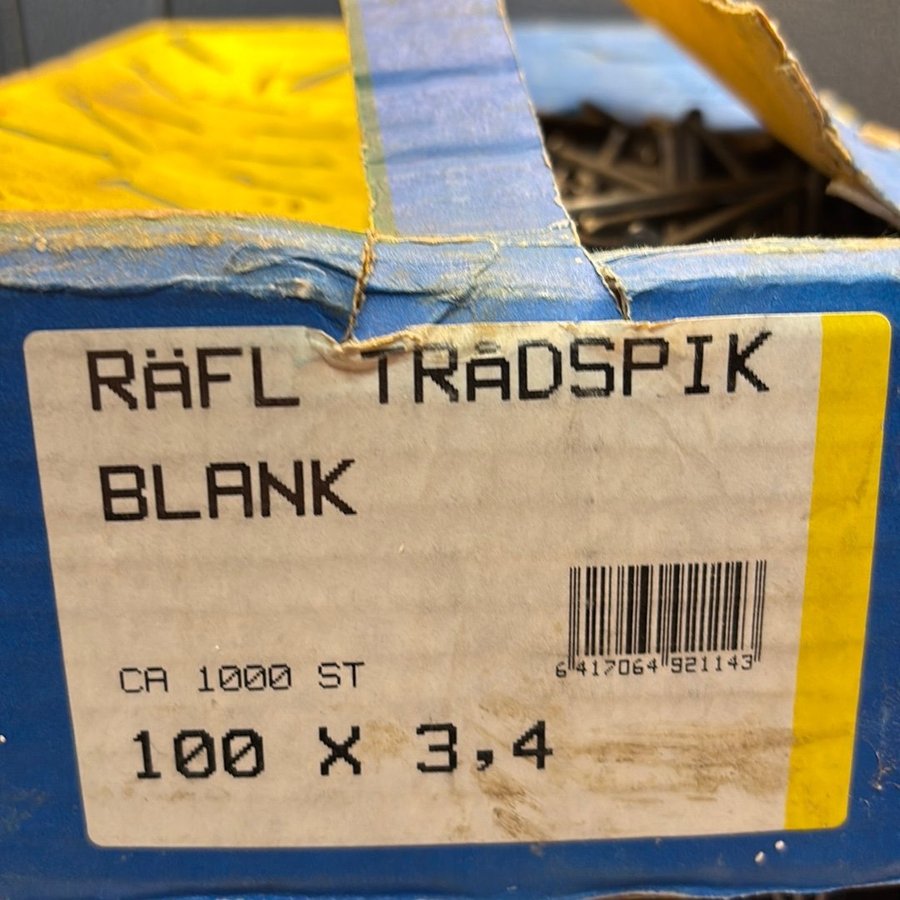 RÄFL TRÅDSPIK
BLANK
6 417064 921143
CA 1000 ST
100 X 3,4